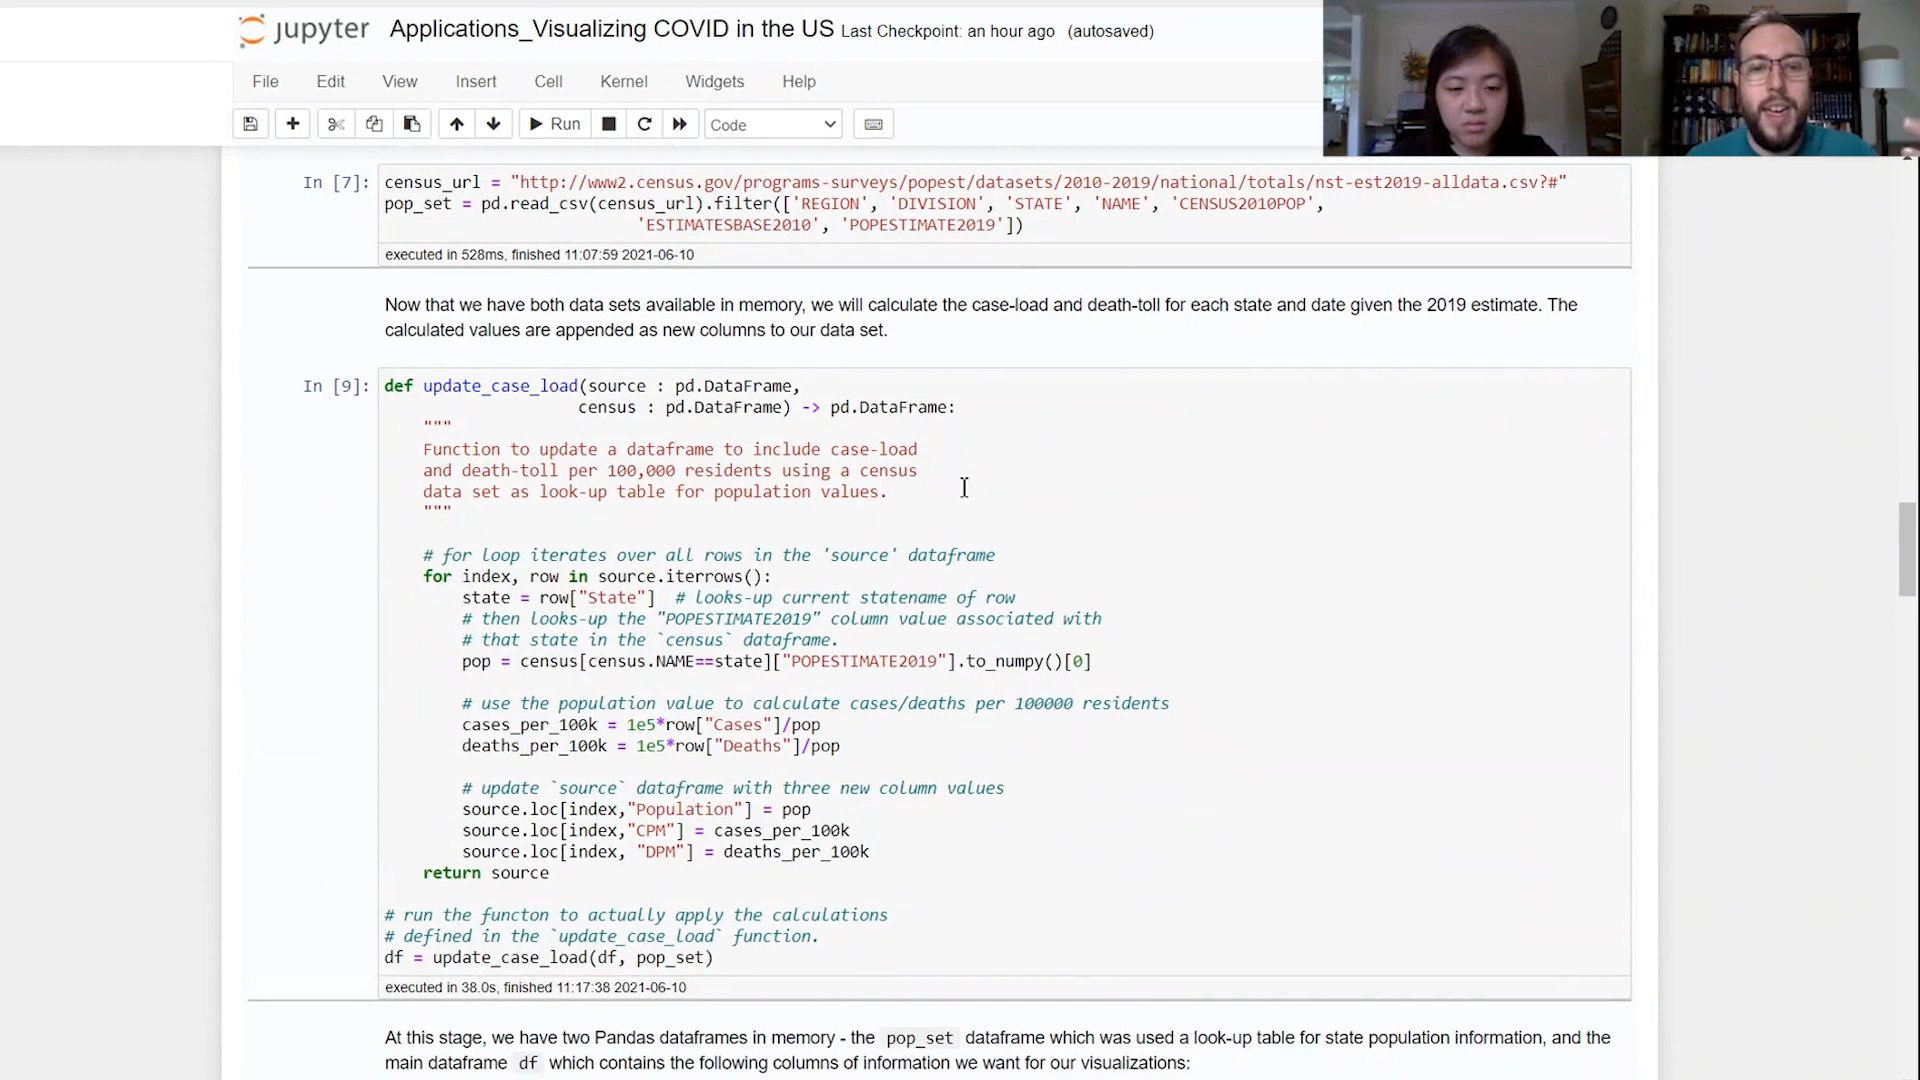 jupyter Applications_Visualizing COVID in the US Last Checkpoint: an hour ago (autosaved)
File Edit View Insert Cell Kernel Widgets Help
Run Code
In [7]: census_url = "http://www2.census.gov/programs-surveys/popest/datasets/2010-2019/national/totals/nst-est2019-alldata.csv?#"
pop_set = pd.read_csv(census_url).filter(['REGION', 'DIVISION', 'STATE', 'NAME', 'CENSUS2010POP',
'ESTIMATESBASE2010', 'POPESTIMATE2019'])
executed in 528ms, finished 11:07:59 2021-06-10
Now that we have both data sets available in memory, we will calculate the case-load and death-toll for each state and date given the 2019 estimate. The
calculated values are appended as new columns to our data set.
In [9]: def update_case_load(source : pd.DataFrame,
census : pd.DataFrame) -> pd.DataFrame:
"""
Function to update a dataframe to include case-load
and death-toll per 100,000 residents using a census
data set as look-up table for population values.
"""
# for loop iterates over all rows in the 'source' dataframe
for index, row in source.iterrows():
state = row["State"] # looks-up current statename of row
# then looks-up the "POPESTIMATE2019" column value associated with
# that state in the `census` dataframe.
pop = census[census.NAME==state]["POPESTIMATE2019"].to_numpy()[0]
# use the population value to calculate cases/deaths per 100000 residents
cases_per_100k = 1e5*row["Cases"]/pop
deaths_per_100k = 1e5*row["Deaths"]/pop
# update `source` dataframe with three new column values
source.loc[index,"Population"] = pop
source.loc[index,"CPM"] = cases_per_100k
source.loc[index, "DPM"] = deaths_per_100k
return source
# run the functon to actually apply the calculations
# defined in the `update_case_load` function.
df = update_case_load(df, pop_set)
executed in 38.0s, finished 11:17:38 2021-06-10
At this stage, we have two Pandas dataframes in memory - the pop_set dataframe which was used a look-up table for state population information, and the
main dataframe df which contains the following columns of information we want for our visualizations: